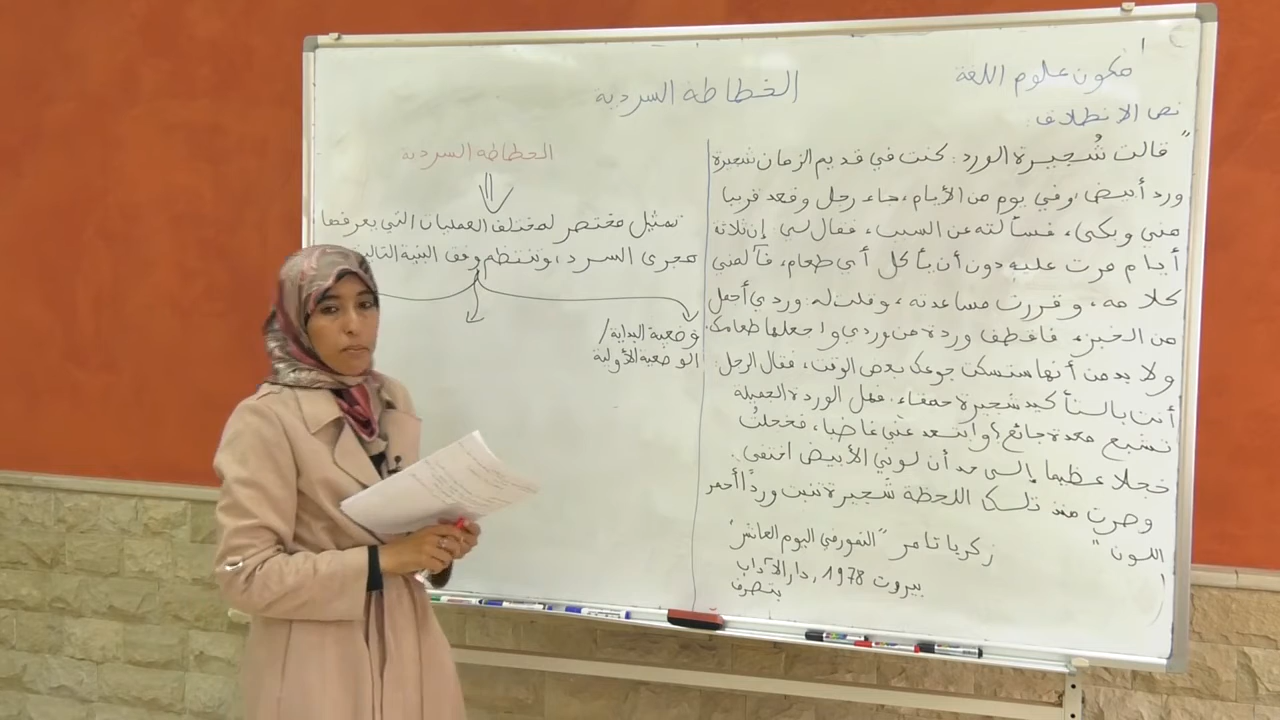 مكون علوم اللغة
الخطاطة السردية
نص الانطلاق:
"قالت شُجيرة الورد: كنت في قديم الزمان شجيرة
ورد أبيض، وفي يوم من الأيام، جاء رجل وقعد قريبا
مني وبكى، فسألته عن السبب، فقال لي إن ثلاثة
أيام مرت عليه دون أن يأكل أي طعام، فآلمني
كلامه، وقررت مساعدته، وقلت له: وردي أجمل
من الخبز، فاقطف وردة من وردي واجعلها طعامك.
ولا بد من أنها ستسكن جوعك بعض الوقت، فقال الرجل:
أنت بالتأكيد شجيرة حمقاء. فهل الوردة الجميلة
تشبع معدة جائع؟ وابتعد عني غاضبا، فخجلتُ
خجلا عظيما إلى حد أن لوني الأبيض اختفى.
وصرت منذ تلك اللحظة شجيرة تنبت وردًا أحمر
اللون"
زكريا تامر "النمور في اليوم العاشر"
بيروت 1978، دار الآداب
بتصرف
الخطاطة السردية
تمثيل مختصر لمختلف العمليات التي يعرفها
مجرى السرد، وتنتظم وفق البنية التالية
وضعية البداية/
الوضعية الأولية